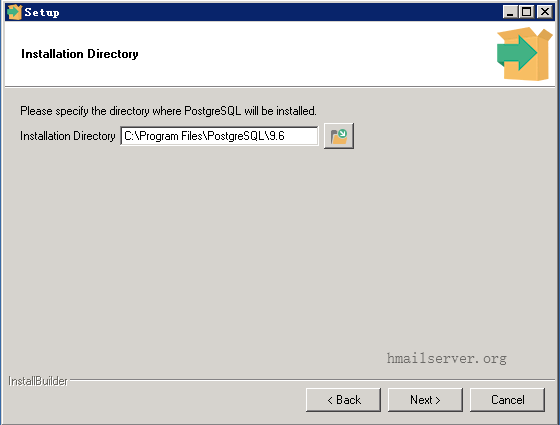 Setup
Installation Directory
Please specify the directory where PostgreSQL will be installed.
Installation Directory C:\Program Files\PostgreSQL\9.6
hmailserver.org
InstallBuilder
< Back Next > Cancel